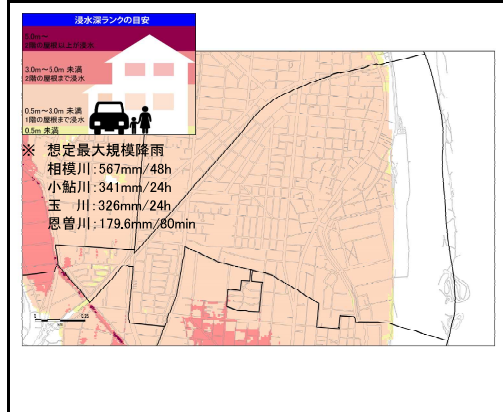 浸水深ランクの目安
5.0m～
2階の屋根以上が浸水
3.0m～5.0m 未満
2階の屋根まで浸水
0.5m～3.0m 未満
1階の屋根まで浸水
0.5m 未満
※ 想定最大規模降雨
相模川：567mm/48h
小鮎川：341mm/24h
玉　川：326mm/24h
恩曽川：179.6mm/80min
0 0.25